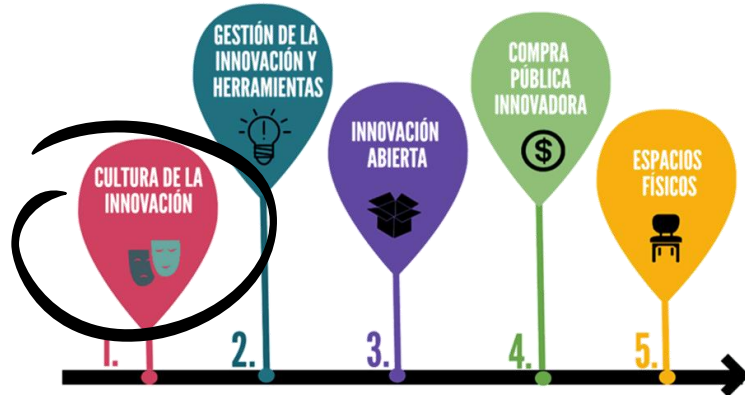 CULTURA DE LA
INNOVACIÓN
GESTIÓN DE LA
INNOVACIÓN Y
HERRAMIENTAS
INNOVACIÓN
ABIERTA
COMPRA
PÚBLICA
INNOVADORA
$
ESPACIOS
FÍSICOS
1.
2.
3.
4.
5.